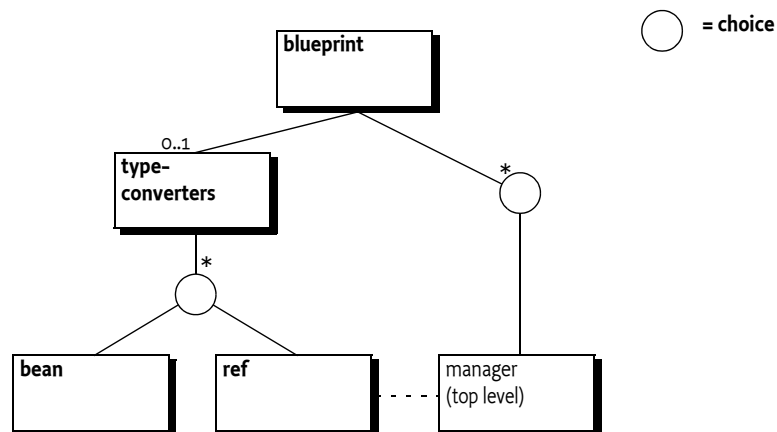 blueprint
= choice
0..1
type-
converters
*
*
bean
ref
manager
(top level)